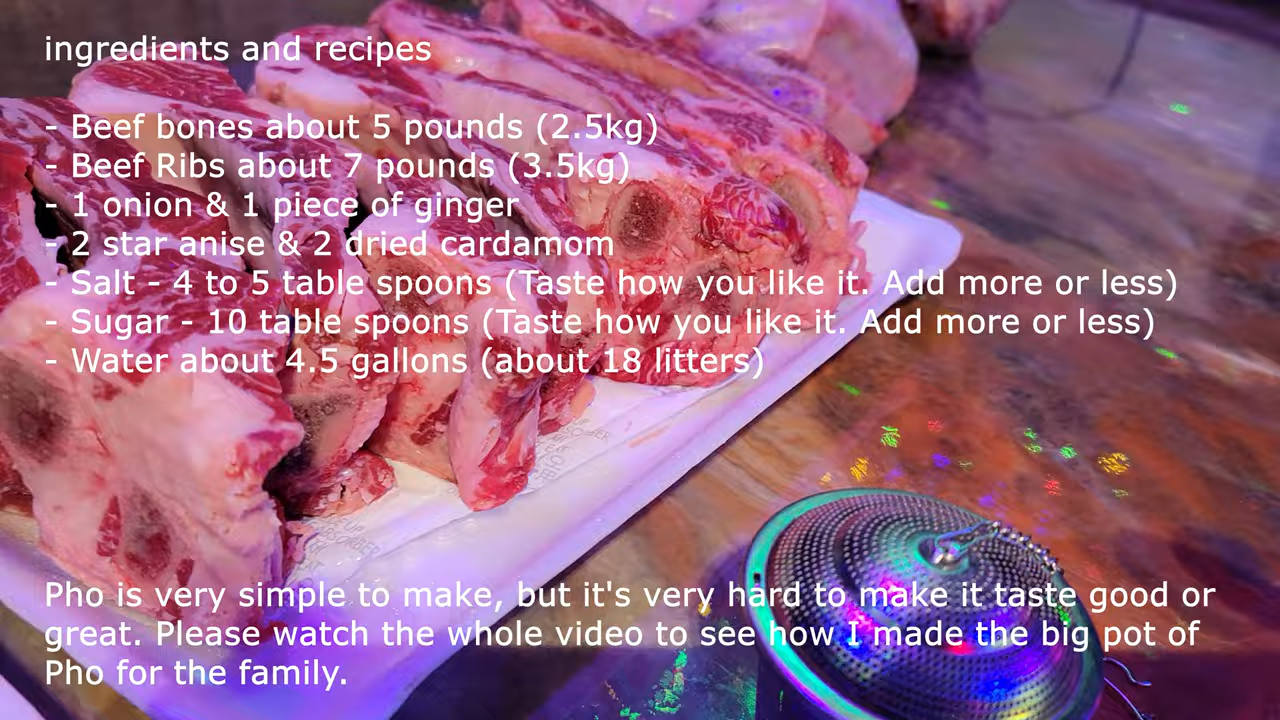 ingredients and recipes
- Beef bones about 5 pounds (2.5kg)
- Beef Ribs about 7 pounds (3.5kg)
- 1 onion & 1 piece of ginger
- 2 star anise & 2 dried cardamom
- Salt - 4 to 5 table spoons (Taste how you like it. Add more or less)
- Sugar - 10 table spoons (Taste how you like it. Add more or less)
- Water about 4.5 gallons (about 18 litters)
Pho is very simple to make, but it's very hard to make it taste good or
great. Please watch the whole video to see how I made the big pot of
Pho for the family.